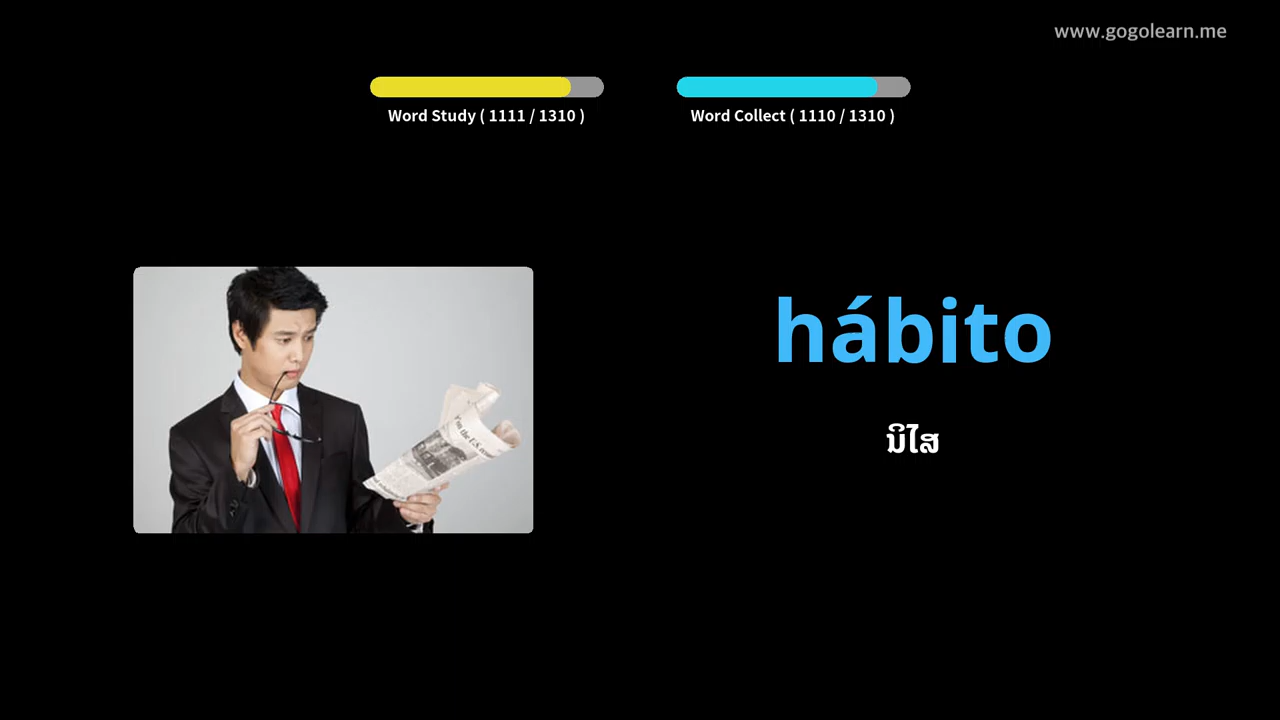 www.gogolearn.me
Word Study ( 1111 / 1310 )
Word Collect ( 1110 / 1310 )
hábito
ນິໄສ